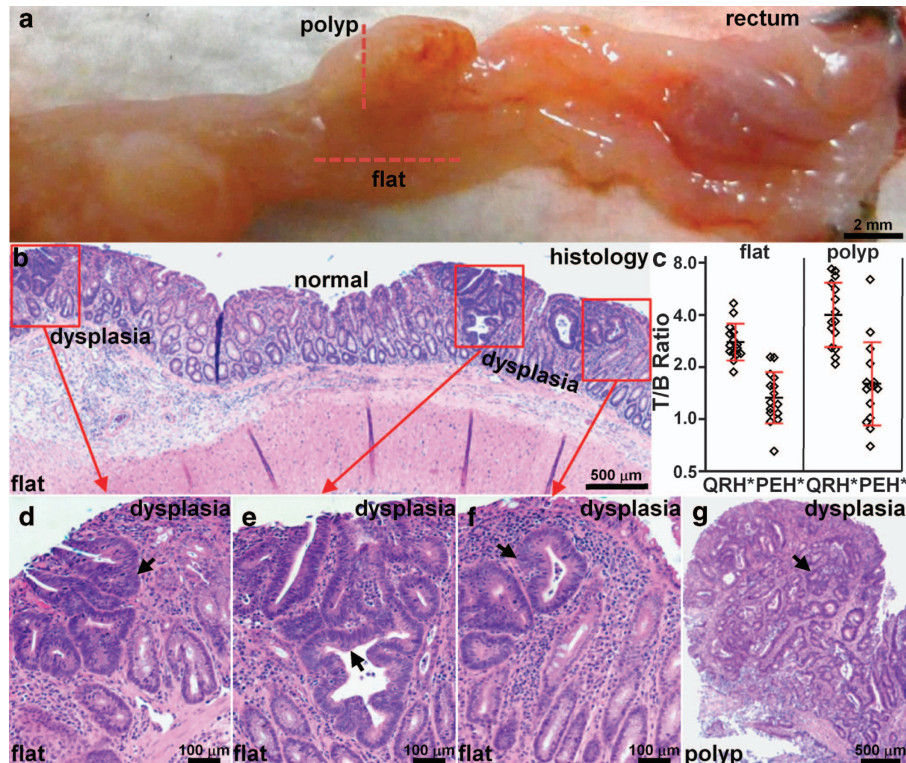 a
polyp
rectum
flat
2 mm
b
normal
histology
dysplasia
dysplasia
flat
500 μm
c
flat
polyp
T/B Ratio
8.0
4.0
2.0
1.0
0.5
QRH*PEH*
QRH*PEH*
d
dysplasia
flat
100 μm
e
dysplasia
flat
100 μm
f
dysplasia
flat
100 μm
g
dysplasia
polyp
500 μm